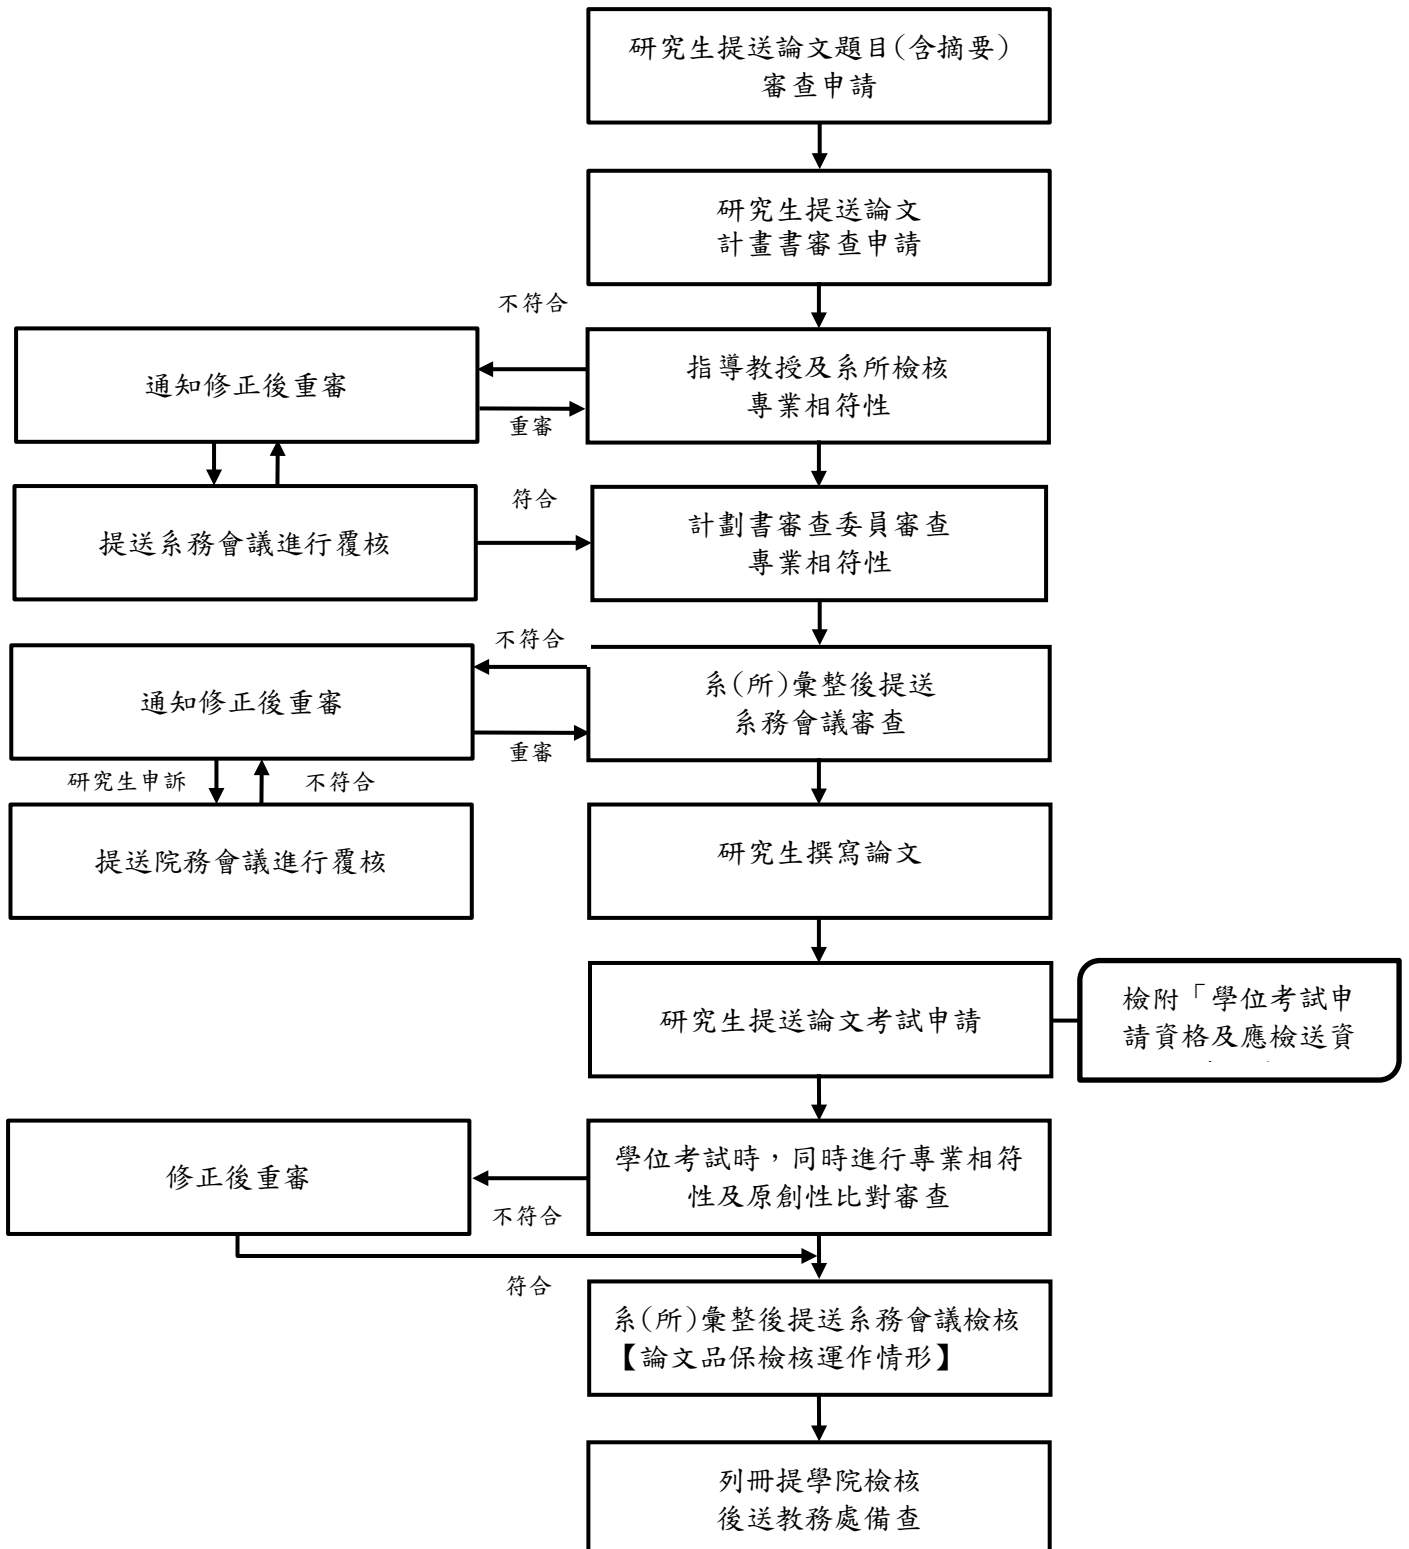 研究生提送論文題目(含摘要)
審查申請
研究生提送論文
計畫書審查申請
不符合
通知修正後重審
指導教授及系所檢核
專業相符性
重審
提送系務會議進行覆核
符合
計劃書審查委員審查
專業相符性
不符合
通知修正後重審
系(所)彙整後提送
系務會議審查
重審
研究生申訴
不符合
提送院務會議進行覆核
研究生撰寫論文
研究生提送論文考試申請
檢附「學位考試申
請資格及應檢送資
修正後重審
學位考試時，同時進行專業相符
性及原創性比對審查
不符合
符合
系(所)彙整後提送系務會議檢核
【論文品保檢核運作情形】
列冊提學院檢核
後送教務處備查